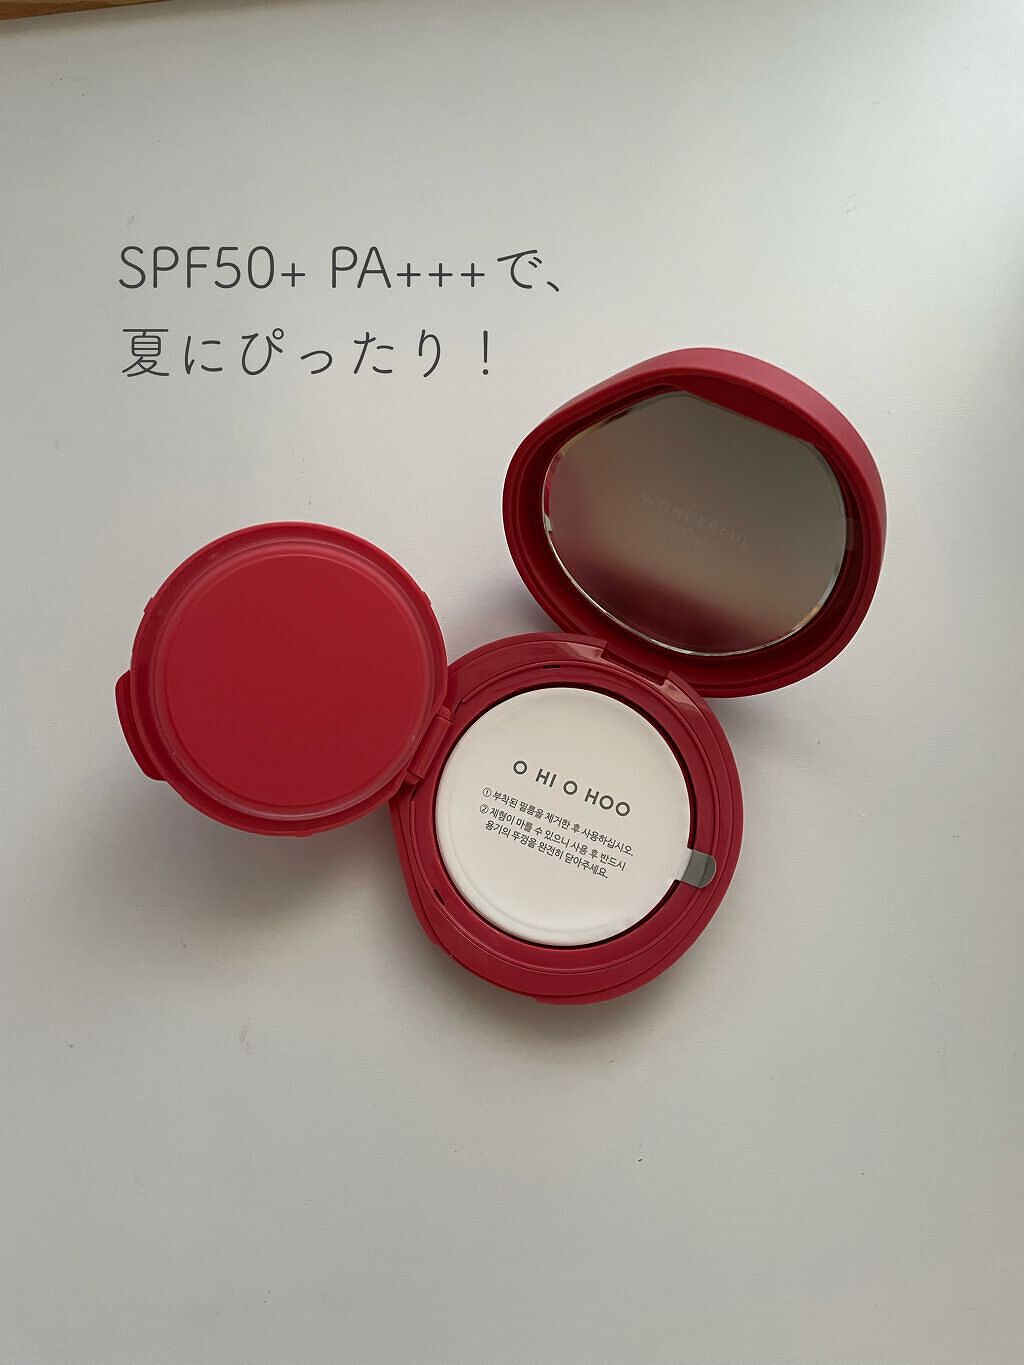 SPF50+ PA+++で、
夏にぴったり！
WONDERFUL
O HI O HOO
① 부착된 필름을 제거한 후 사용하십시오.
② 제형이 마를 수 있으니 사용 후 반드시
용기의 뚜껑을 완전히 닫아주세요.